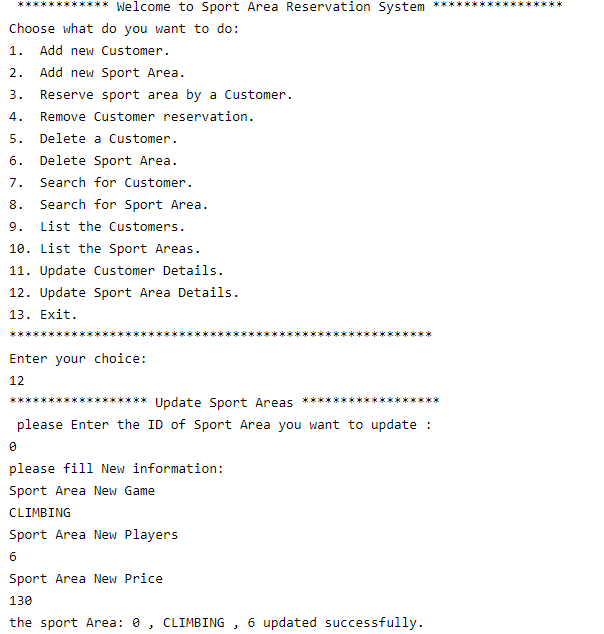 ************ Welcome to Sport Area Reservation System *****************
Choose what do you want to do:
1.  Add new Customer.
2.  Add new Sport Area.
3.  Reserve sport area by a Customer.
4.  Remove Customer reservation.
5.  Delete a Customer.
6.  Delete Sport Area.
7.  Search for Customer.
8.  Search for Sport Area.
9.  List the Customers.
10. List the Sport Areas.
11. Update Customer Details.
12. Update Sport Area Details.
13. Exit.
*******************************************************
Enter your choice:
12
****************** Update Sport Areas ******************
 please Enter the ID of Sport Area you want to update :
0
please fill New information:
Sport Area New Game
CLIMBING
Sport Area New Players
6
Sport Area New Price
130
the sport Area: 0 , CLIMBING , 6 updated successfully.